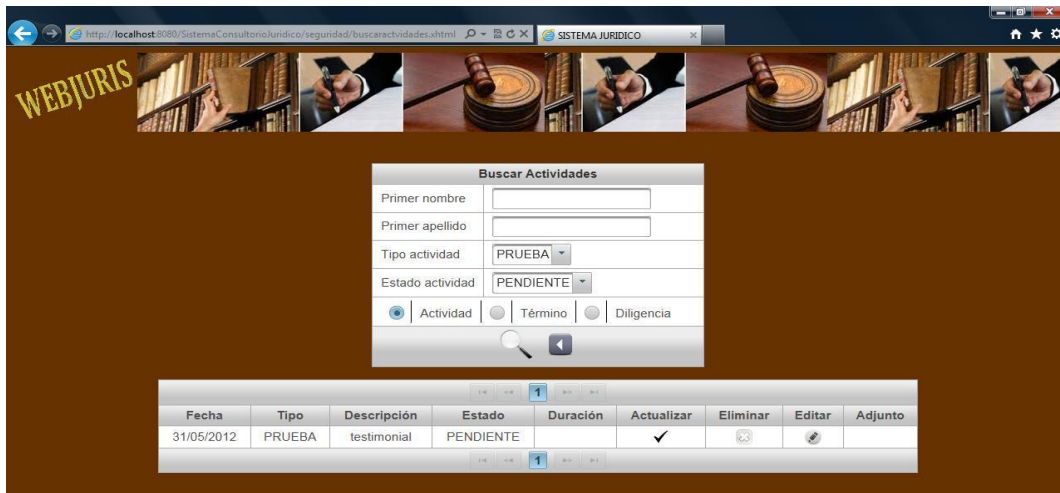 http://localhost:8080/SistemaConsultorioJuridico/seguridad/buscaractvidades.xhtml
SISTEMA JURIDICO
WEBJURIS
Buscar Actividades
Primer nombre
Primer apellido
Tipo actividad PRUEBA
Estado actividad PENDIENTE
Actividad Término Diligencia
1
Fecha Tipo Descripción Estado Duración Actualizar Eliminar Editar Adjunto
31/05/2012 PRUEBA testimonial PENDIENTE
1